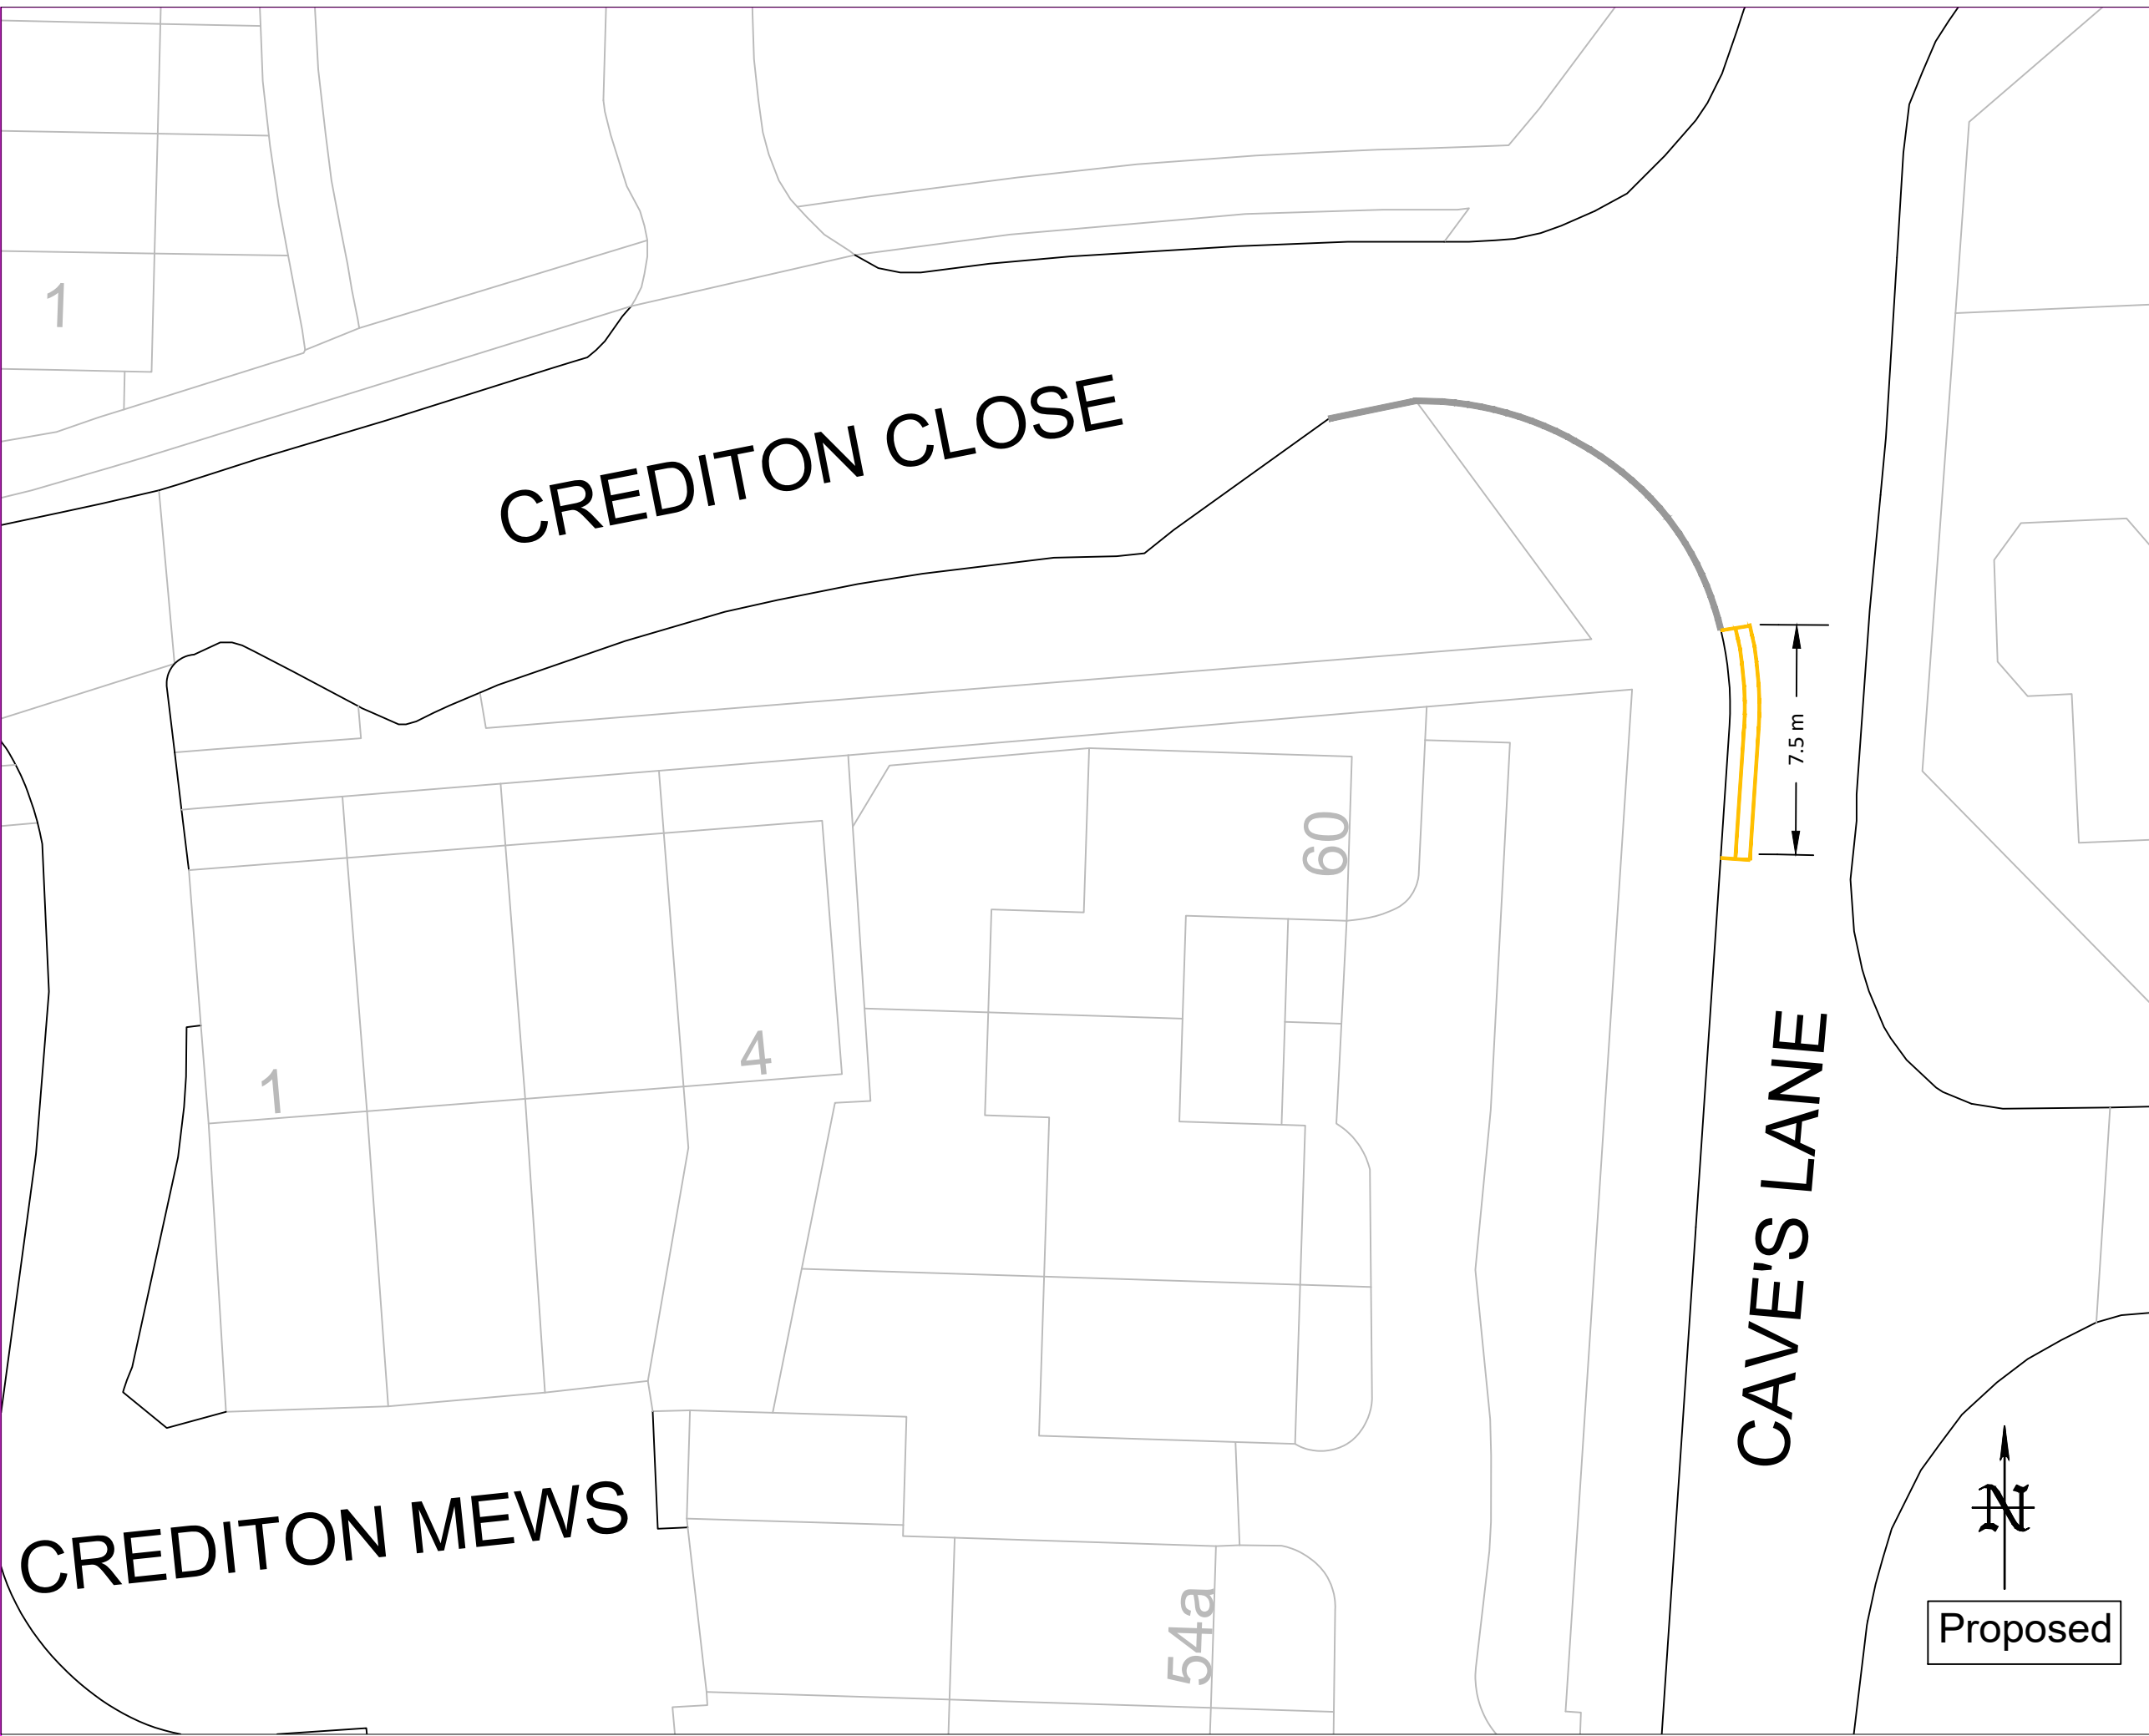 1
CREDITON CLOSE
7.5 m
60
4
1
CAVE'S LANE
CREDITON MEWS
54a
N
Proposed